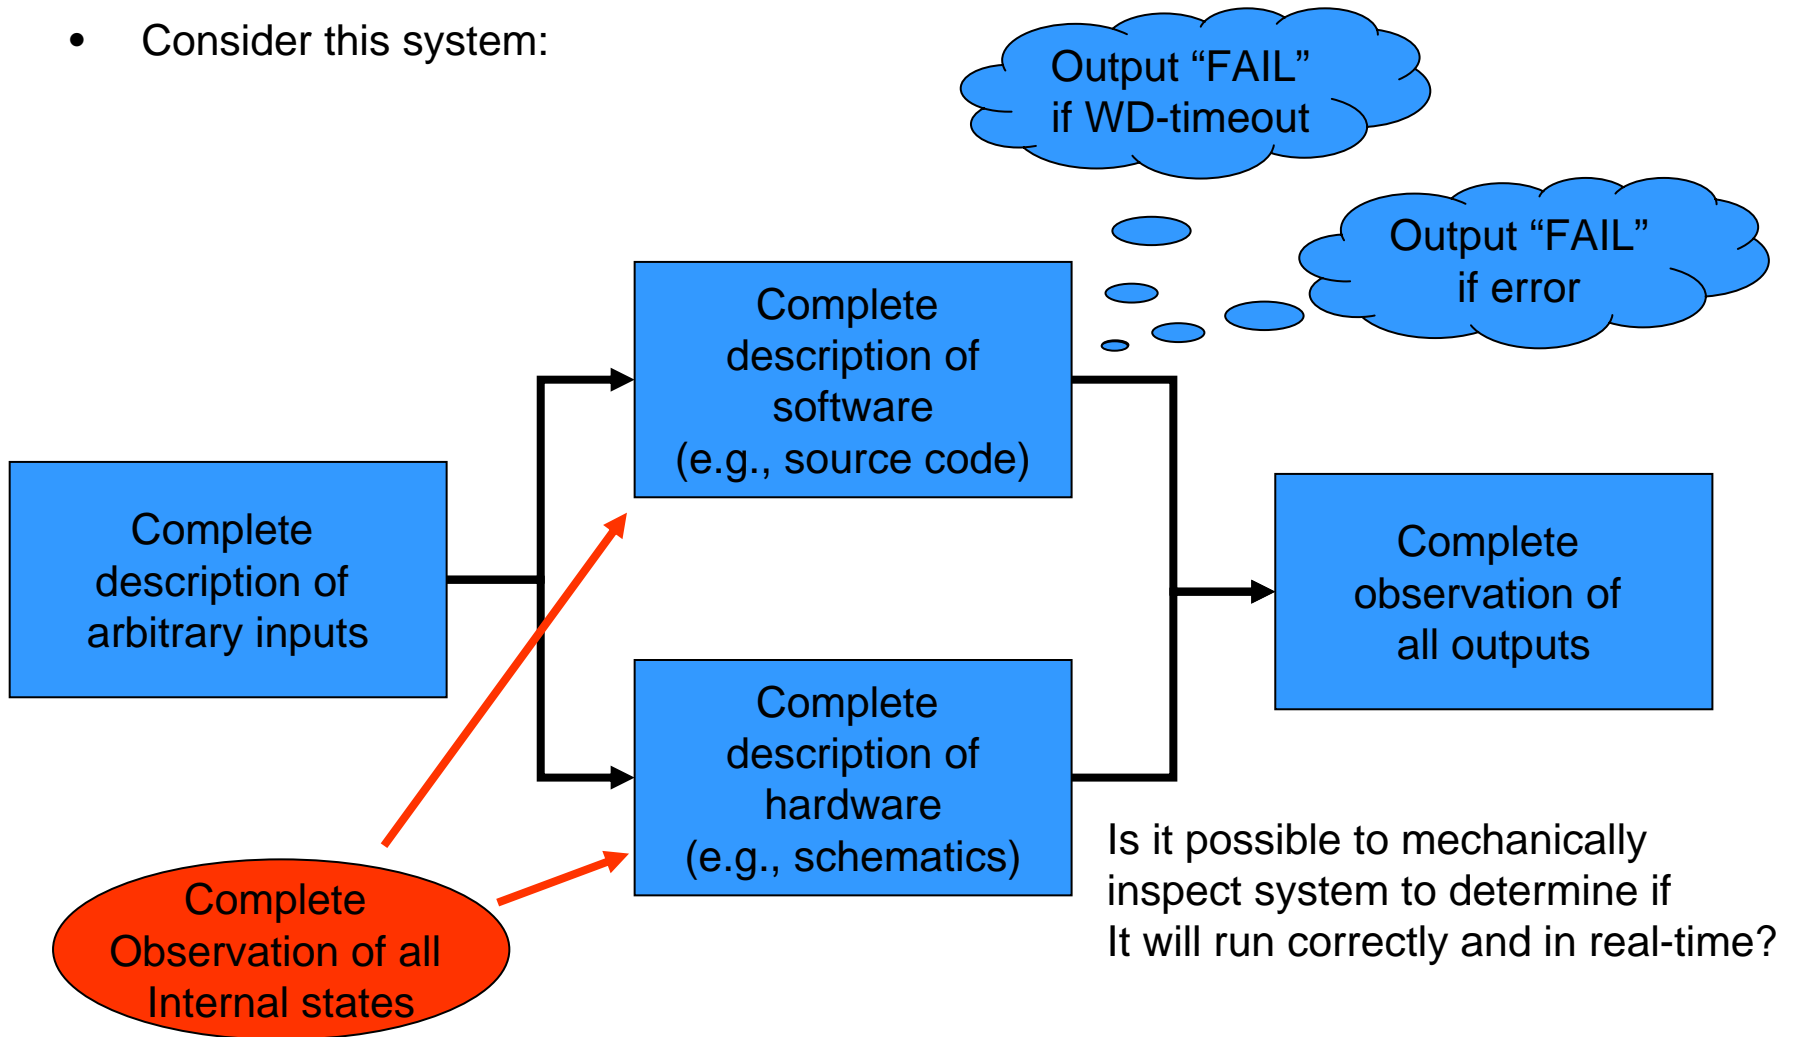 • Consider this system:
Output “FAIL”
if WD-timeout
Output “FAIL”
if error
Complete
description of
software
(e.g., source code)
Complete
description of
arbitrary inputs
Complete
observation of
all outputs
Complete
description of
hardware
(e.g., schematics)
Is it possible to mechanically
inspect system to determine if
It will run correctly and in real-time?
Complete
Observation of all
Internal states